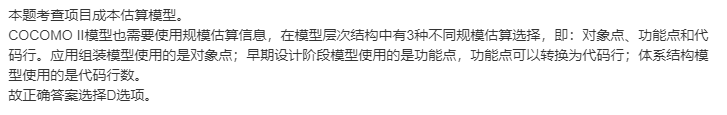 本题考查项目成本估算模型。
COCOMO II模型也需要使用规模估算信息，在模型层次结构中有3种不同规模估算选择，即：对象点、功能点和代
码行。应用组装模型使用的是对象点；早期设计阶段模型使用的是功能点，功能点可以转换为代码行；体系结构模
型使用的是代码行数。
故正确答案选择D选项。